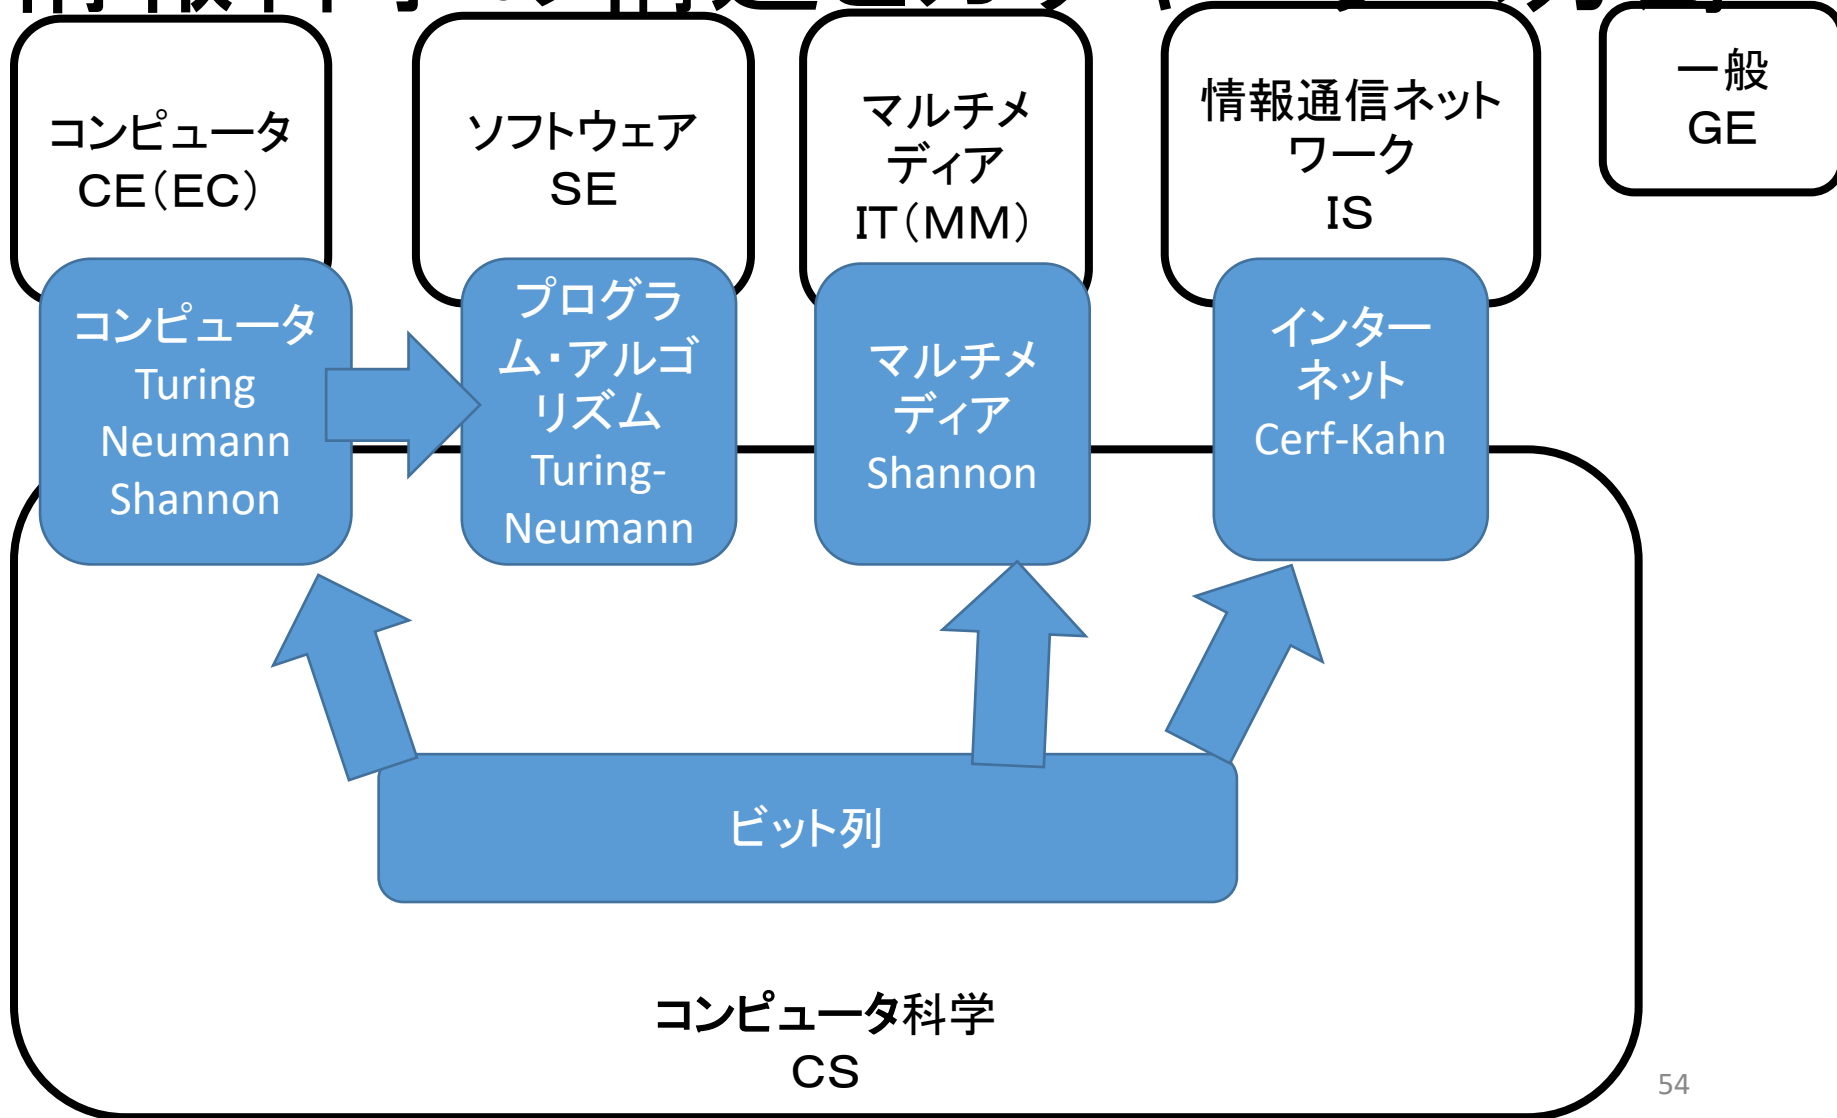 コンピュータ
CE(EC)
ソフトウェア
SE
マルチメ
ディア
IT(MM)
情報通信ネット
ワーク
IS
一般
GE
コンピュータ
Turing
Neumann
Shannon
プログラ
ム・アルゴ
リズム
Turing-
Neumann
マルチメ
ディア
Shannon
インター
ネット
Cerf-Kahn
ビット列
コンピュータ科学
CS
54